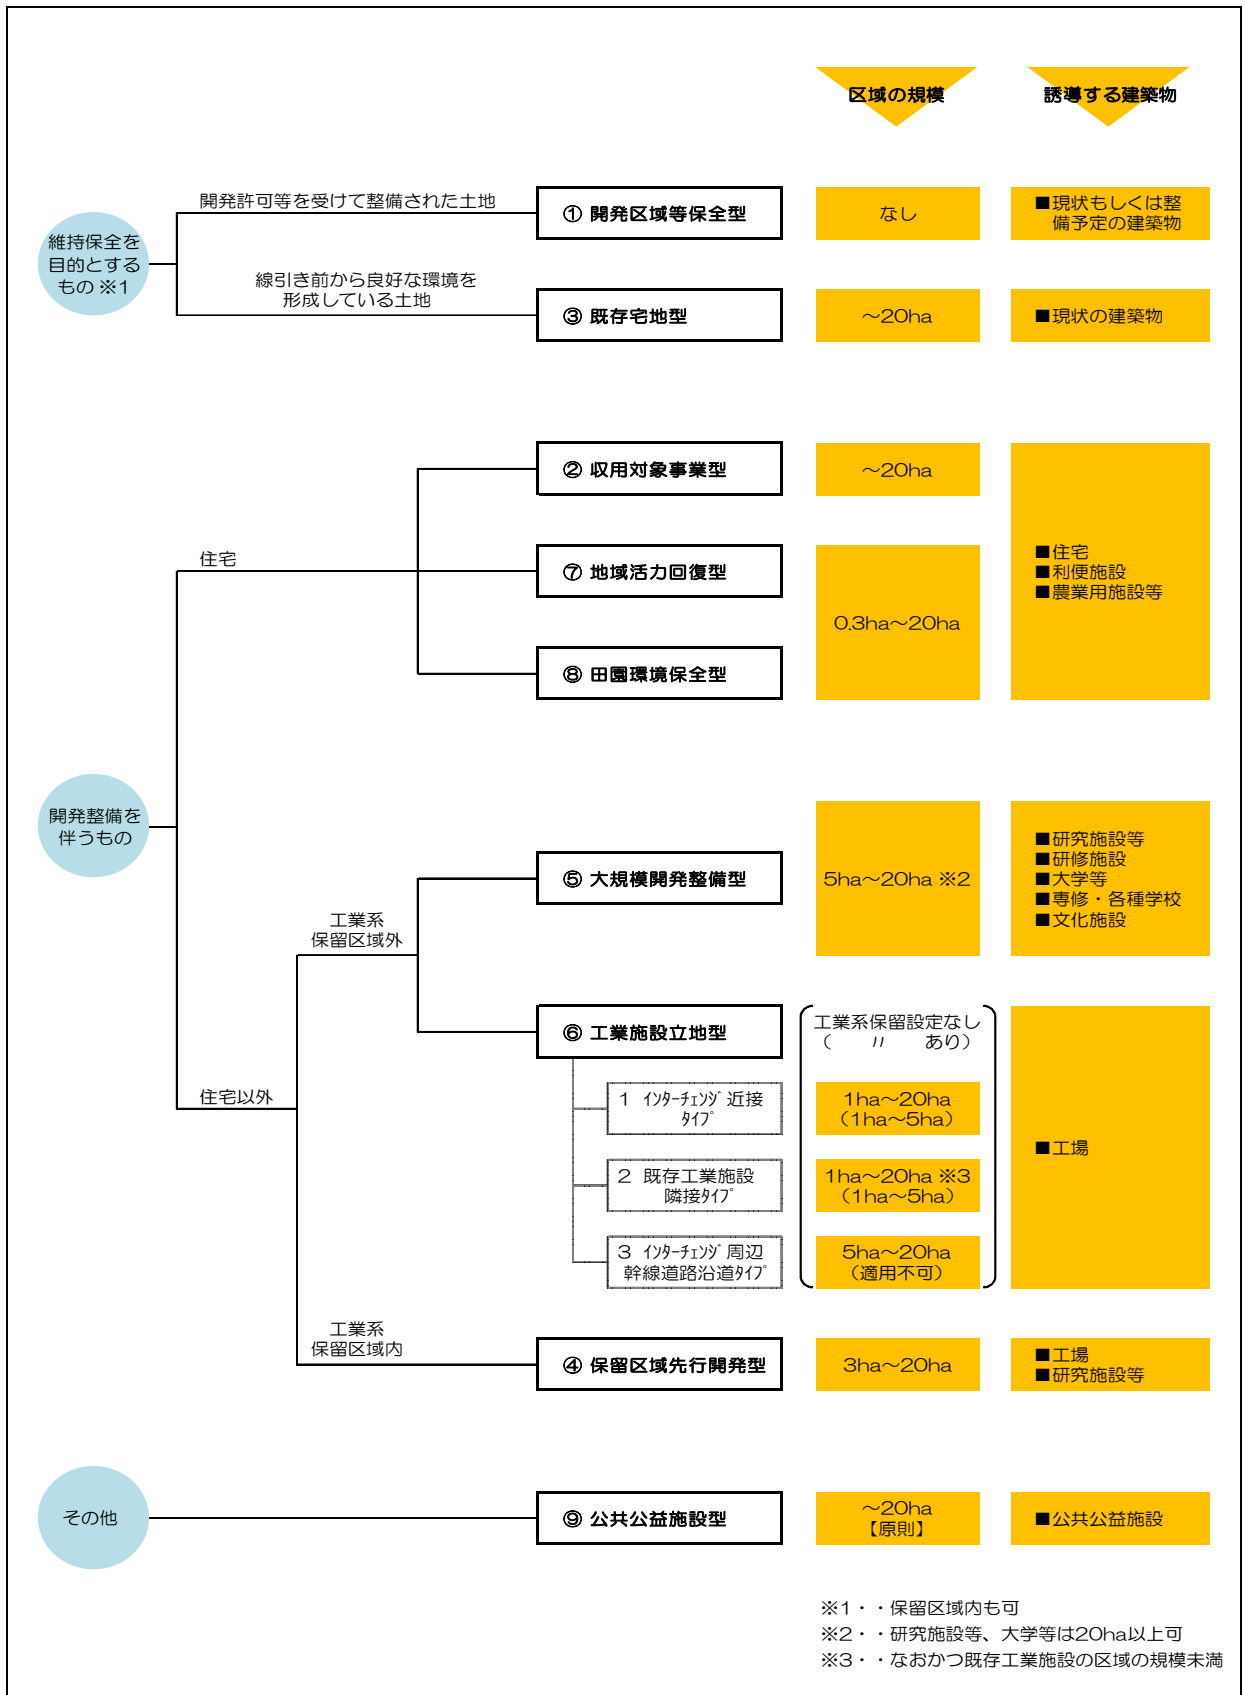 区域の規模
誘導する建築物
維持保全を
目的とする
もの ※1
開発許可等を受けて整備された土地
① 開発区域等保全型
なし
■現状もしくは整
備予定の建築物
線引き前から良好な環境を
形成している土地
③ 既存宅地型
～20ha
■現状の建築物
開発整備を
伴うもの
住宅
② 収用対象事業型
～20ha
⑦ 地域活力回復型
⑧ 田園環境保全型
0.3ha～20ha
■住宅
■利便施設
■農業用施設等
住宅以外
工業系
保留区域外
⑤ 大規模開発整備型
5ha～20ha ※2
■研究施設等
■研修施設
■大学等
■専修・各種学校
■文化施設
⑥ 工業施設立地型
工業系保留設定なし
（　〃　あり）
1 ｲﾝﾀｰﾁｪﾝｼﾞ近接
ﾀｲﾌﾟ
1ha～20ha
（1ha～5ha）
2 既存工業施設
隣接ﾀｲﾌﾟ
1ha～20ha ※3
（1ha～5ha）
3 ｲﾝﾀｰﾁｪﾝｼﾞ周辺
幹線道路沿道ﾀｲﾌﾟ
5ha～20ha
（適用不可）
■工場
工業系
保留区域内
④ 保留区域先行開発型
3ha～20ha
■工場
■研究施設等
その他
⑨ 公共公益施設型
～20ha
【原則】
■公共公益施設
※1・・保留区域内も可
※2・・研究施設等、大学等は20ha以上可
※3・・なおかつ既存工業施設の区域の規模未満